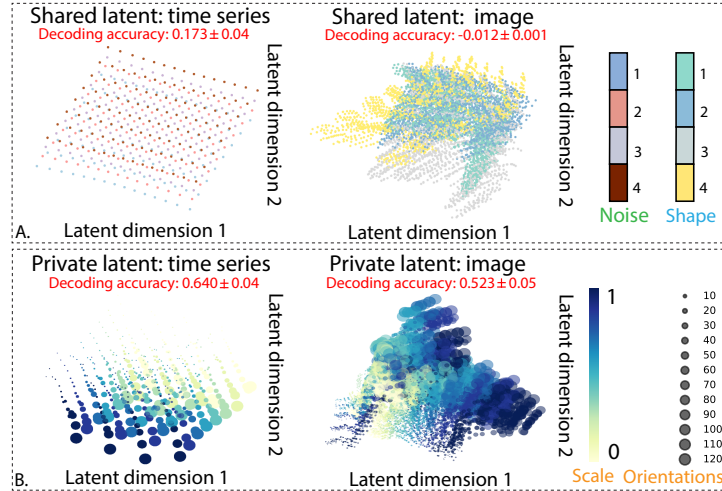 Shared latent: time series
Decoding accuracy: 0.173± 0.04
Latent dimension 2
Latent dimension 1
A.
Shared latent: image
Decoding accuracy: -0.012± 0.001
Latent dimension 2
Latent dimension 1
1
2
3
4
Noise
1
2
3
4
Shape
Private latent: time series
Decoding accuracy: 0.640± 0.04
Latent dimension 2
Latent dimension 1
B.
Private latent: image
Decoding accuracy: 0.523± 0.05
Latent dimension 2
Latent dimension 1
1
0
Scale
10
20
30
40
50
60
70
80
90
100
110
120
Orientations